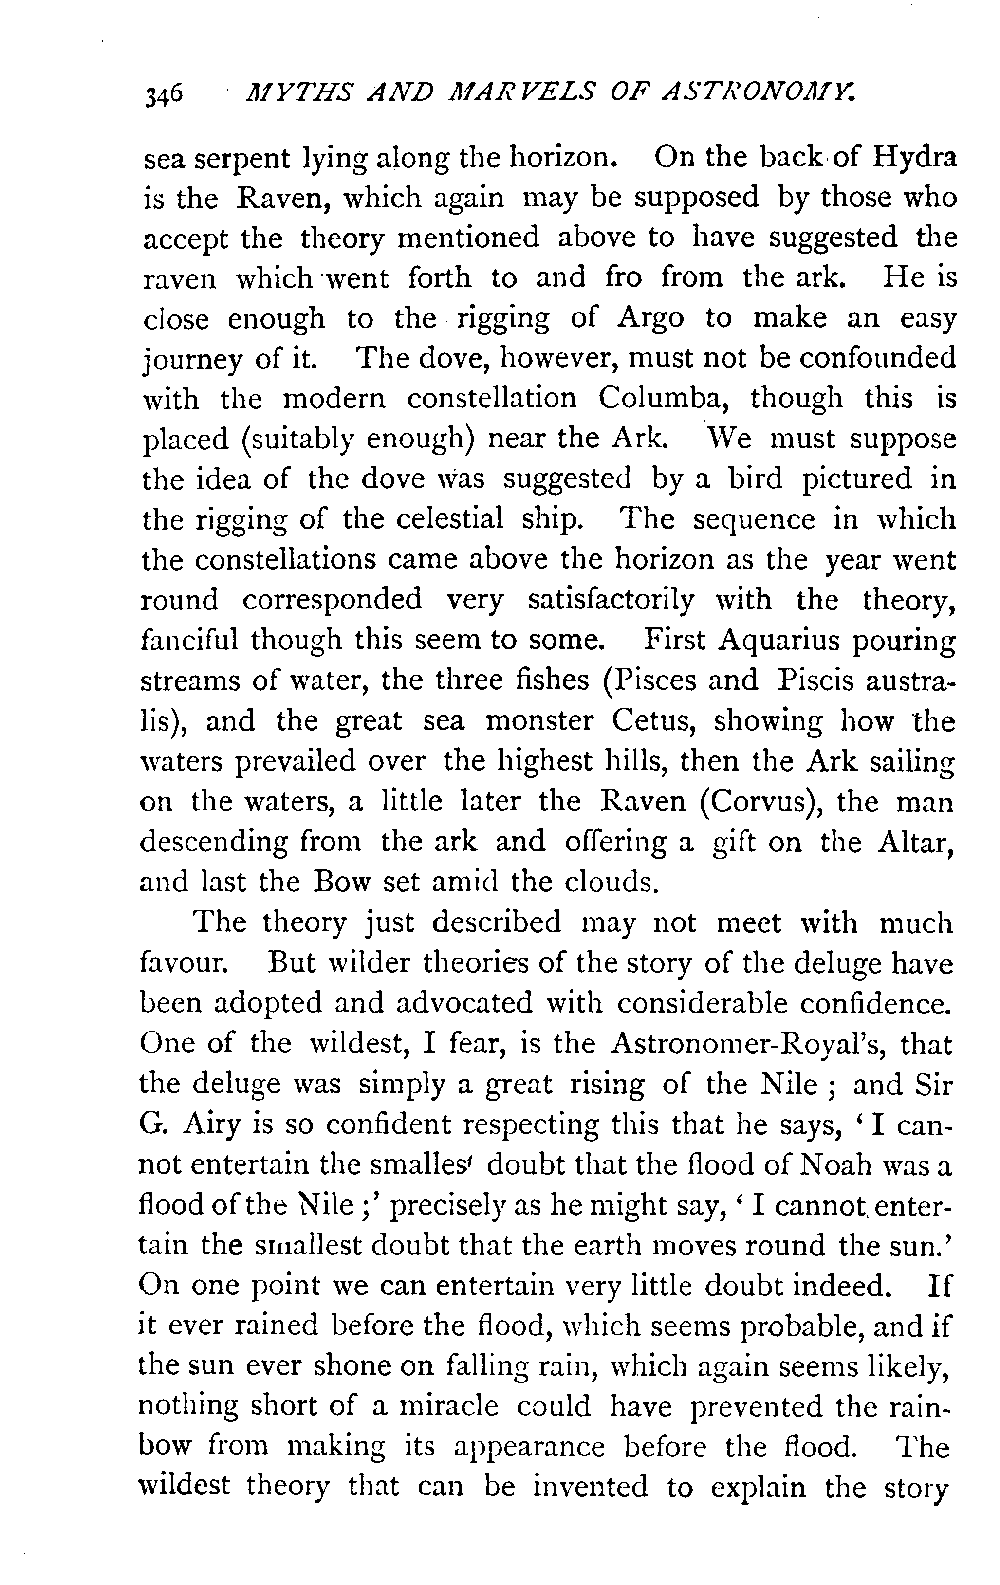 346 MYTHS AND MARVELS OF ASTRONOMY.
sea serpent lying along the horizon. On the back of Hydra
is the Raven, which again may be supposed by those who
accept the theory mentioned above to have suggested the
raven which went forth to and fro from the ark. He is
close enough to the rigging of Argo to make an easy
journey of it. The dove, however, must not be confounded
with the modern constellation Columba, though this is
placed (suitably enough) near the Ark. We must suppose
the idea of the dove was suggested by a bird pictured in
the rigging of the celestial ship. The sequence in which
the constellations came above the horizon as the year went
round corresponded very satisfactorily with the theory,
fanciful though this seem to some. First Aquarius pouring
streams of water, the three fishes (Pisces and Piscis austra-
lis), and the great sea monster Cetus, showing how the
waters prevailed over the highest hills, then the Ark sailing
on the waters, a little later the Raven (Corvus), the man
descending from the ark and offering a gift on the Altar,
and last the Bow set amid the clouds.
The theory just described may not meet with much
favour. But wilder theories of the story of the deluge have
been adopted and advocated with considerable confidence.
One of the wildest, I fear, is the Astronomer-Royal's, that
the deluge was simply a great rising of the Nile ; and Sir
G. Airy is so confident respecting this that he says, ‘ I can-
not entertain the smallest doubt that the flood of Noah was a
flood of the Nile ;’ precisely as he might say, ‘ I cannot enter-
tain the smallest doubt that the earth moves round the sun.’
On one point we can entertain very little doubt indeed. If
it ever rained before the flood, which seems probable, and if
the sun ever shone on falling rain, which again seems likely,
nothing short of a miracle could have prevented the rain-
bow from making its appearance before the flood. The
wildest theory that can be invented to explain the story